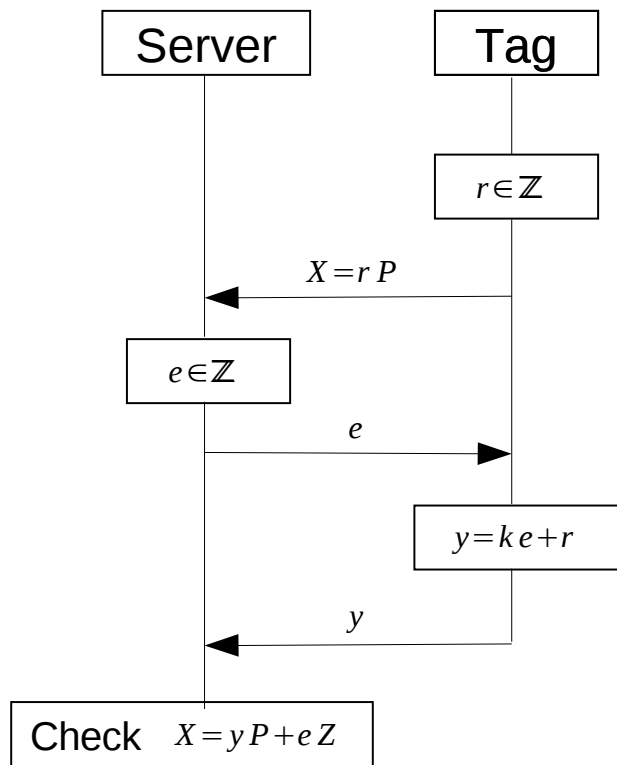 Server Tag
r∈ℤ
X=r P
e∈ℤ
e
y=k e+r
y
Check X=y P+e Z